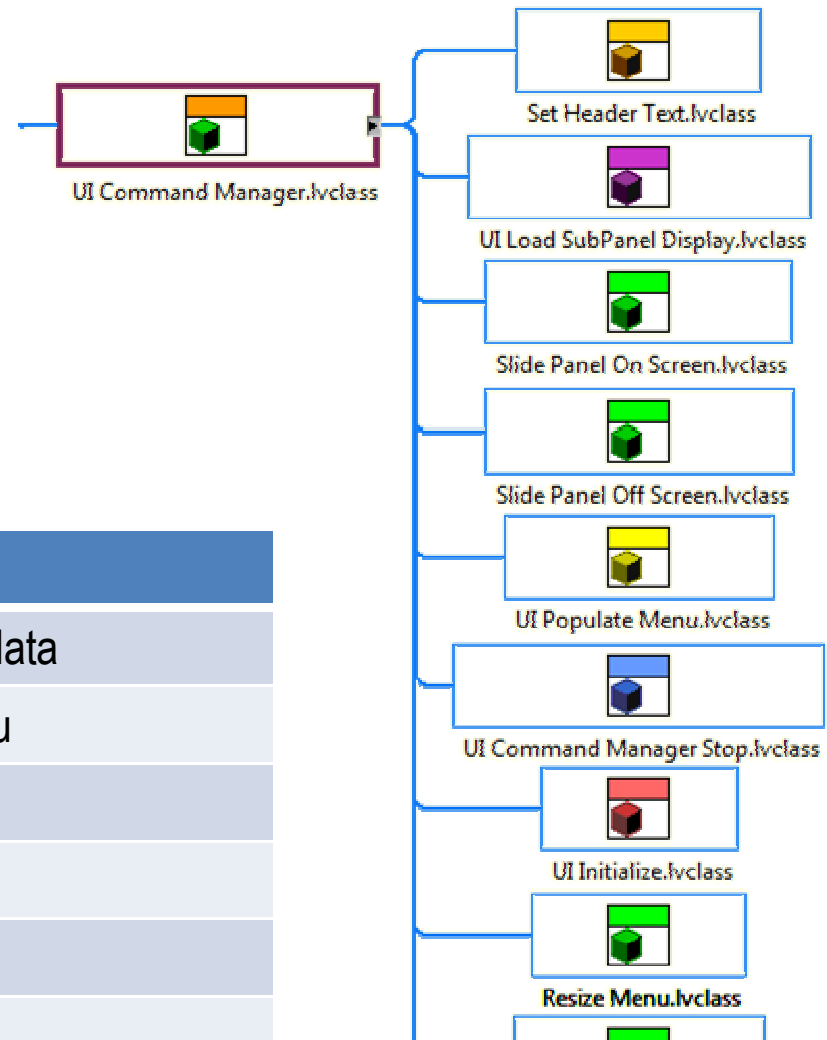 Set Header Text.lvclass
UI Command Manager.lvclass
UI Load SubPanel Display.lvclass
Slide Panel On Screen.lvclass
Slide Panel Off Screen.lvclass
UI Populate Menu.lvclass
UI Command Manager Stop.lvclass
UI Initialize.lvclass
Resize Menu.lvclass